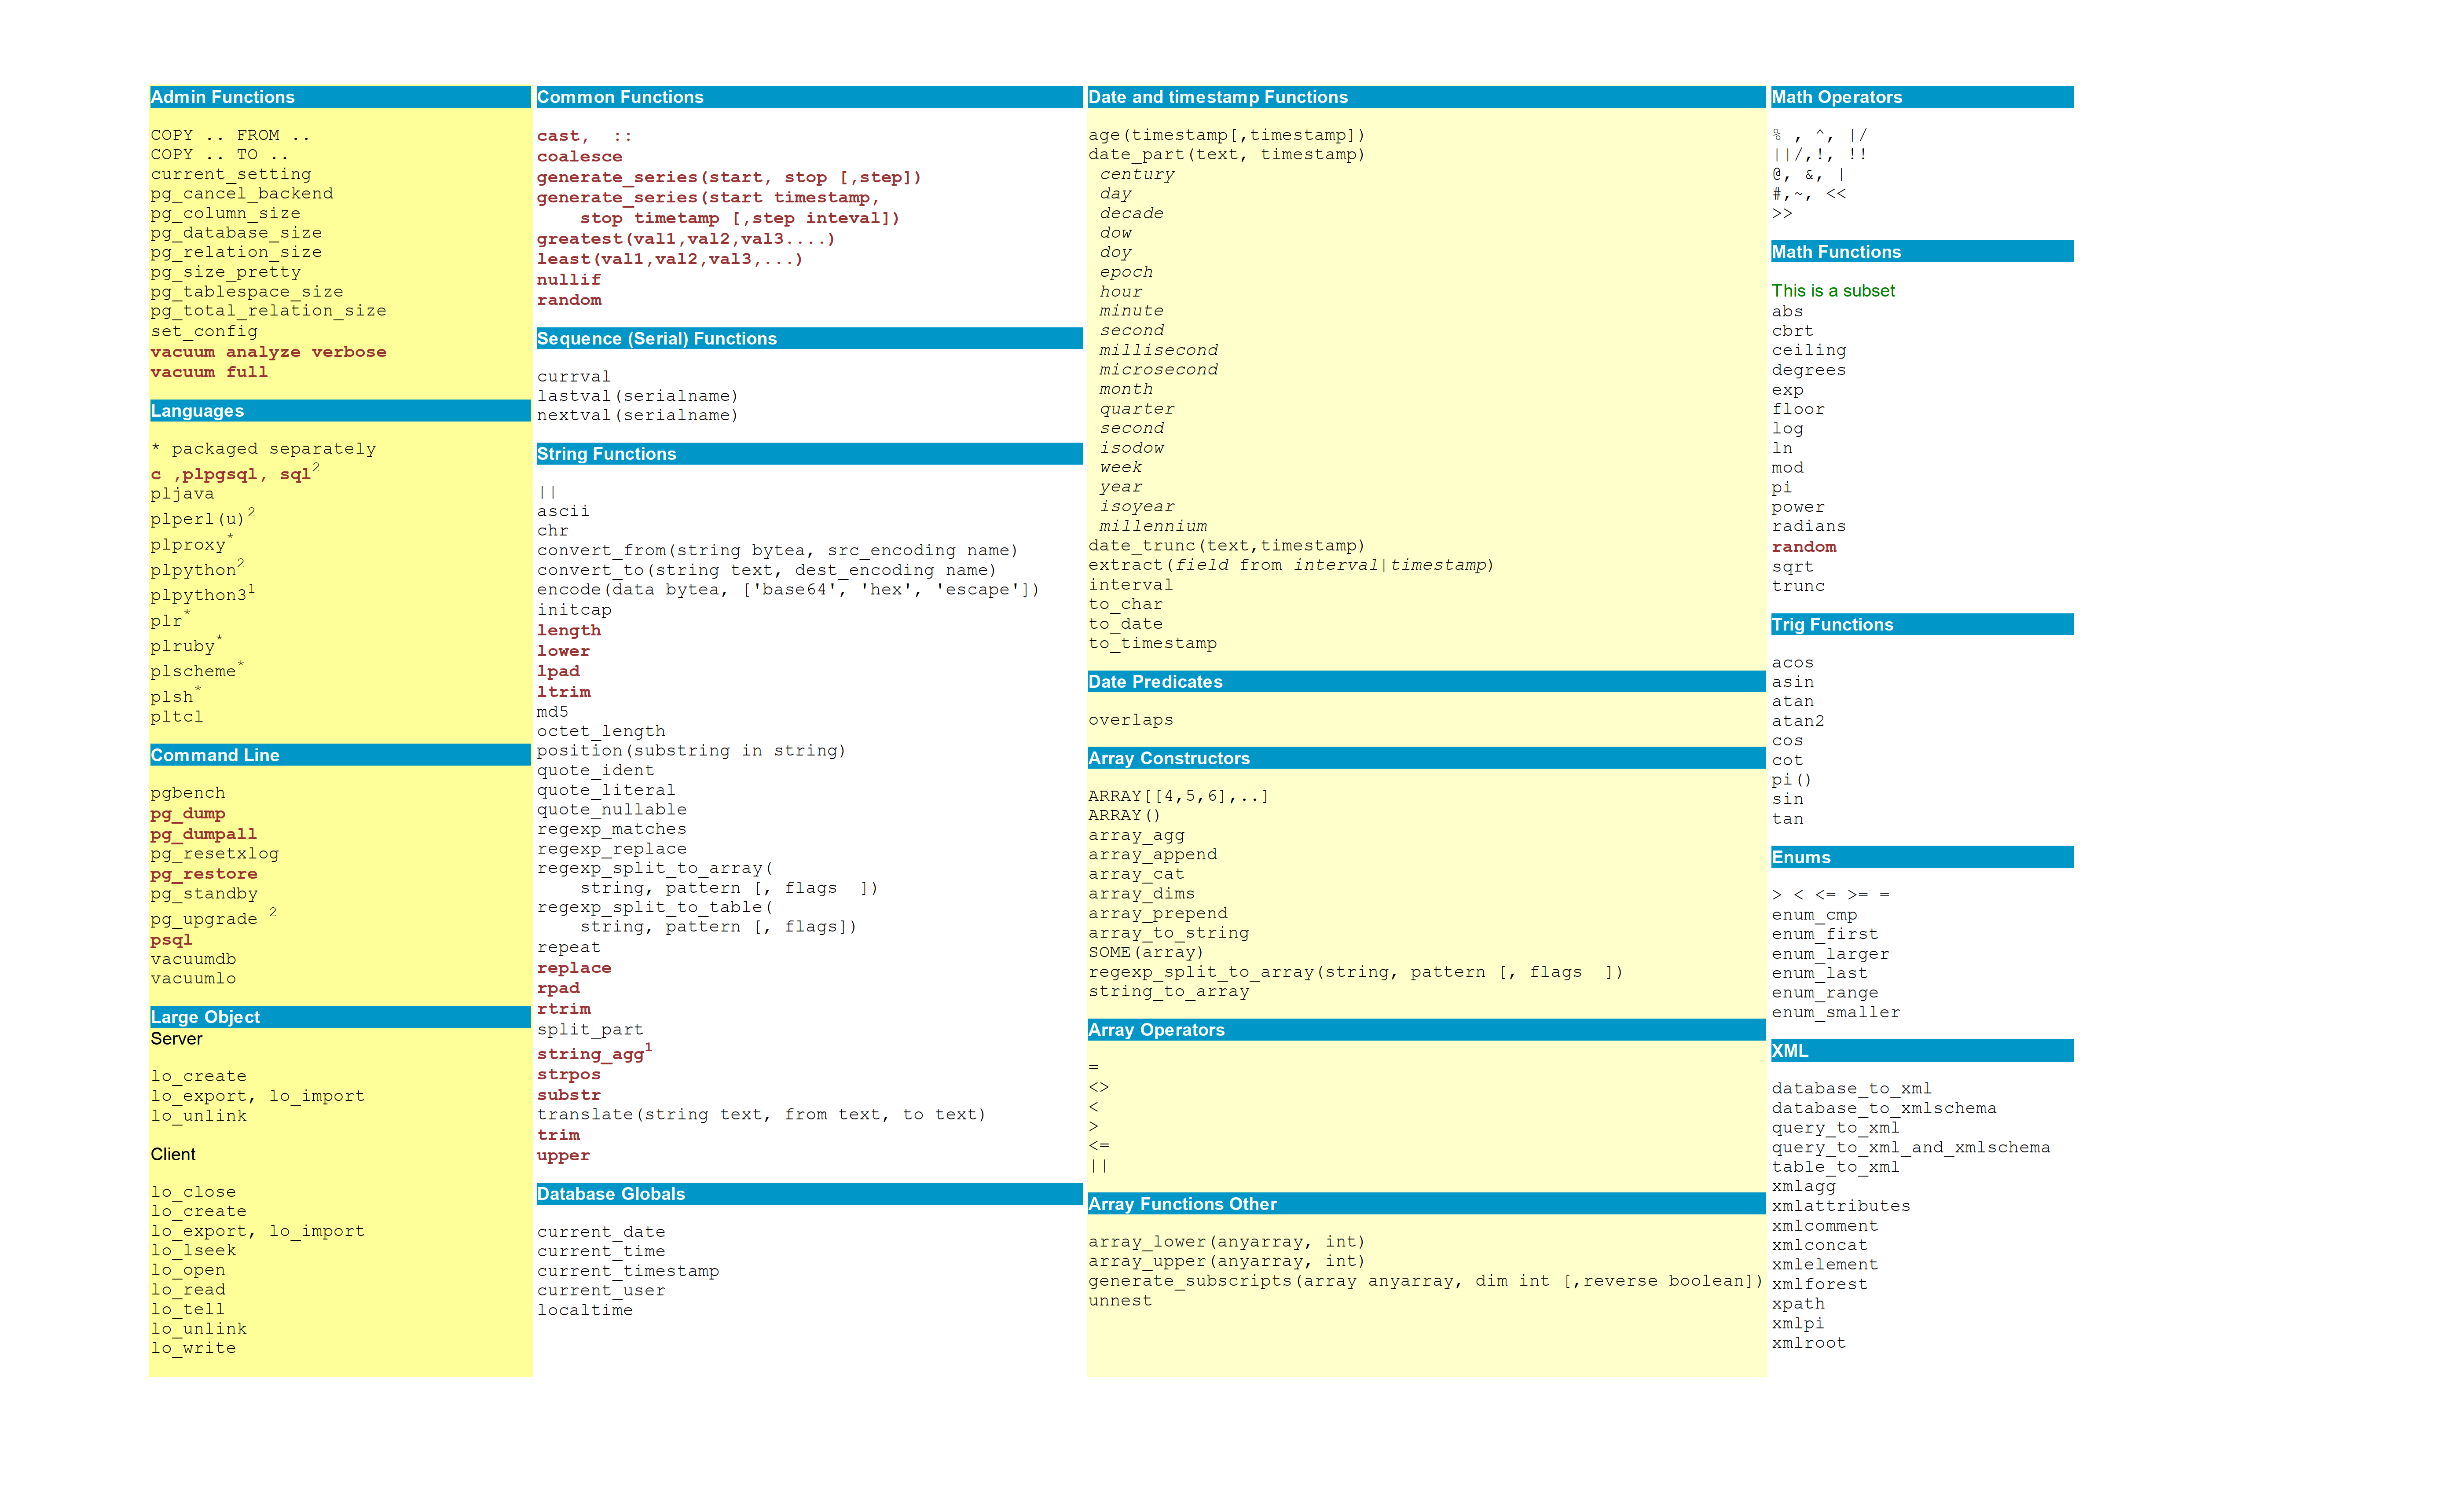 Admin Functions
COPY .. FROM ..
COPY .. TO ..
current_setting
pg_cancel_backend
pg_column_size
pg_database_size
pg_relation_size
pg_size_pretty
pg_tablespace_size
pg_total_relation_size
set_config
vacuum analyze verbose
vacuum full
Languages
* packaged separately
c ,plpgsql, sql²
pljava
plperl(u)²
plproxy*
plpython²
plpython3¹
plr*
plruby*
plscheme*
plsh*
pltcl
Command Line
pgbench
pg_dump
pg_dumpall
pg_resetxlog
pg_restore
pg_standby
pg_upgrade ²
psql
vacuumdb
vacuumlo
Large Object
Server
lo_create
lo_export, lo_import
lo_unlink
Client
lo_close
lo_create
lo_export, lo_import
lo_lseek
lo_open
lo_read
lo_tell
lo_unlink
lo_write
Common Functions
cast,  ::
coalesce
generate_series(start, stop [,step])
generate_series(start timestamp,
    stop timetamp [,step inteval])
greatest(val1,val2,val3....)
least(val1,val2,val3,...)
nullif
random
Sequence (Serial) Functions
currval
lastval(serialname)
nextval(serialname)
String Functions
||
ascii
chr
convert_from(string bytea, src_encoding name)
convert_to(string text, dest_encoding name)
encode(data bytea, ['base64', 'hex', 'escape'])
initcap
length
lower
lpad
ltrim
md5
octet_length
position(substring in string)
quote_ident
quote_literal
quote_nullable
regexp_matches
regexp_replace
regexp_split_to_array(
    string, pattern [, flags  ])
regexp_split_to_table(
    string, pattern [, flags])
repeat
replace
rpad
rtrim
split_part
string_agg¹
strpos
substr
translate(string text, from text, to text)
trim
upper
Database Globals
current_date
current_time
current_timestamp
current_user
localtime
Date and timestamp Functions
age(timestamp[,timestamp])
date_part(text, timestamp)
century
day
decade
dow
doy
epoch
hour
minute
second
millisecond
microsecond
month
quarter
second
isodow
week
year
isoyear
millennium
date_trunc(text,timestamp)
extract(field from interval|timestamp)
interval
to_char
to_date
to_timestamp
Date Predicates
overlaps
Array Constructors
ARRAY[[4,5,6],..]
ARRAY()
array_agg
array_append
array_cat
array_dims
array_prepend
array_to_string
SOME(array)
regexp_split_to_array(string, pattern [, flags  ])
string_to_array
Array Operators
=
<>
<
>
<=
||
Array Functions Other
array_lower(anyarray, int)
array_upper(anyarray, int)
generate_subscripts(array anyarray, dim int [,reverse boolean])
unnest
Math Operators
% , ^, |/
||/,!, !!
@, &, |
#,~, <<
>>
Math Functions
This is a subset
abs
cbrt
ceiling
degrees
exp
floor
log
ln
mod
pi
power
radians
random
sqrt
trunc
Trig Functions
acos
asin
atan
atan2
cos
cot
pi()
sin
tan
Enums
> < <= >= =
enum_cmp
enum_first
enum_larger
enum_last
enum_range
enum_smaller
XML
database_to_xml
database_to_xmlschema
query_to_xml
query_to_xml_and_xmlschema
table_to_xml
xmlagg
xmlattributes
xmlcomment
xmlconcat
xmlelement
xmlforest
xpath
xmlpi
xmlroot